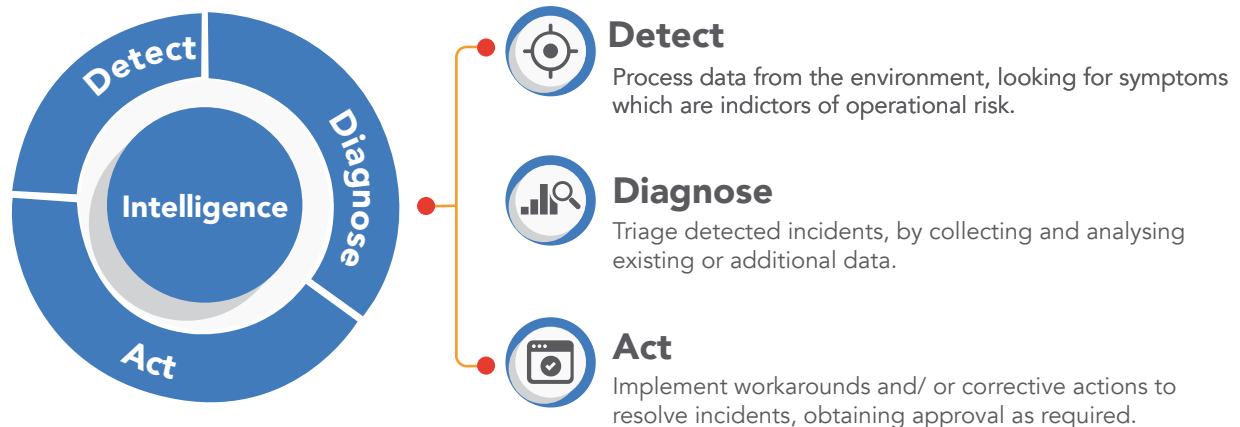 Detect
Diagnose
Intelligence
Act
Detect
Process data from the environment, looking for symptoms
which are indictors of operational risk.
Diagnose
Triage detected incidents, by collecting and analysing
existing or additional data.
Act
Implement workarounds and/ or corrective actions to
resolve incidents, obtaining approval as required.